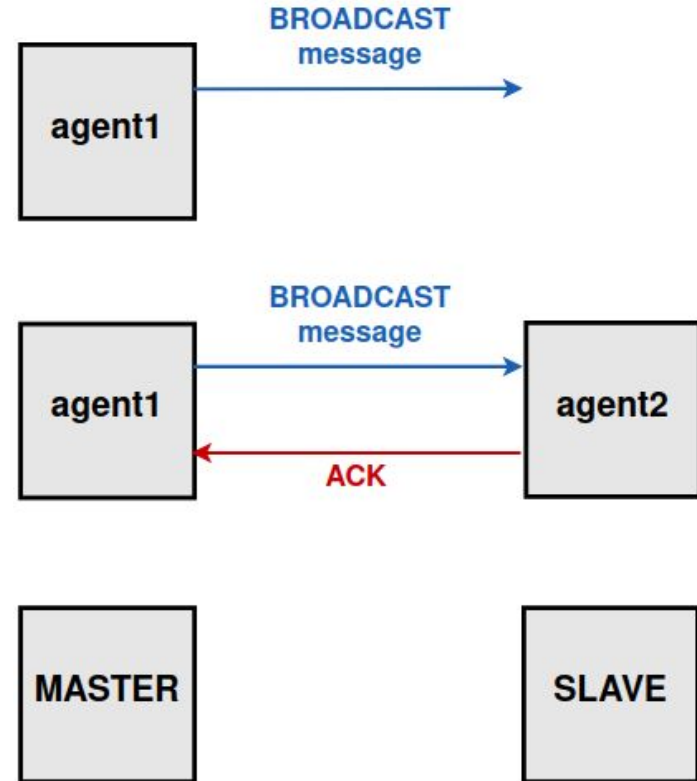 BROADCAST
message
agent1
BROADCAST
message
agent1
agent2
ACK
MASTER
SLAVE